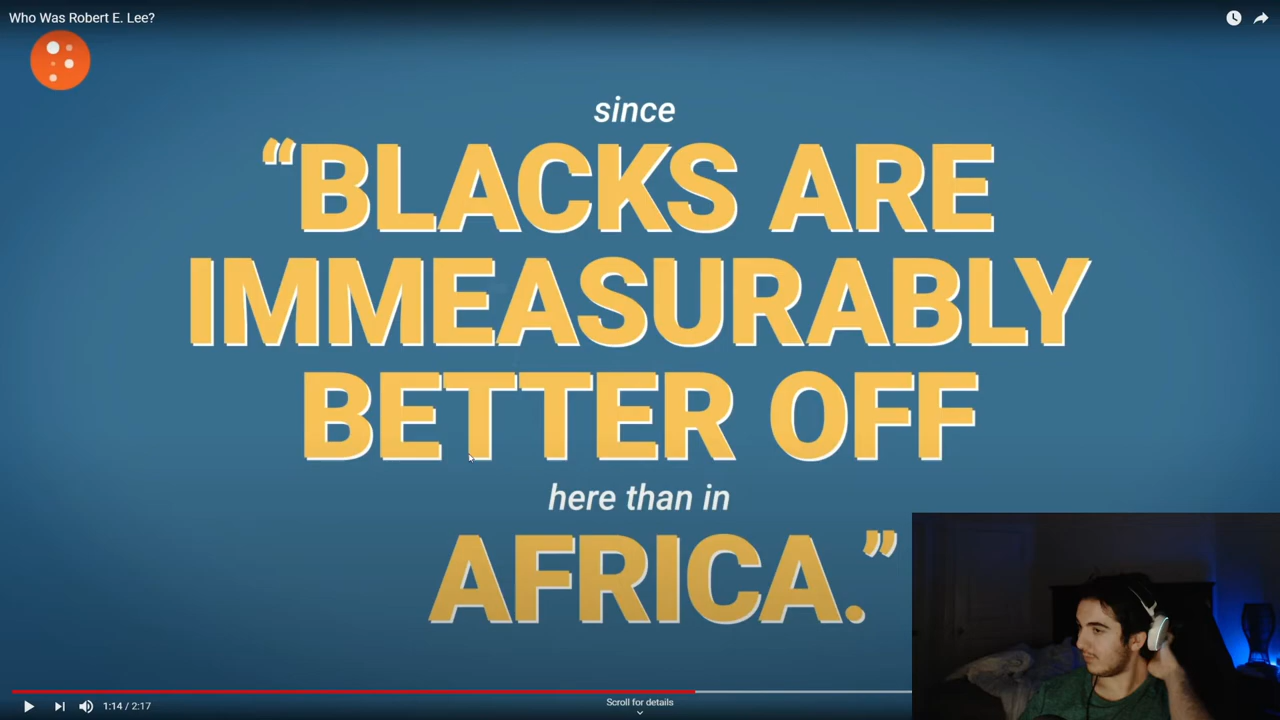 Who Was Robert E. Lee?
since
“BLACKS ARE
IMMEASURABLY
BETTER OFF
here than in
AFRICA.”
1:14 / 2:17
Scroll for details